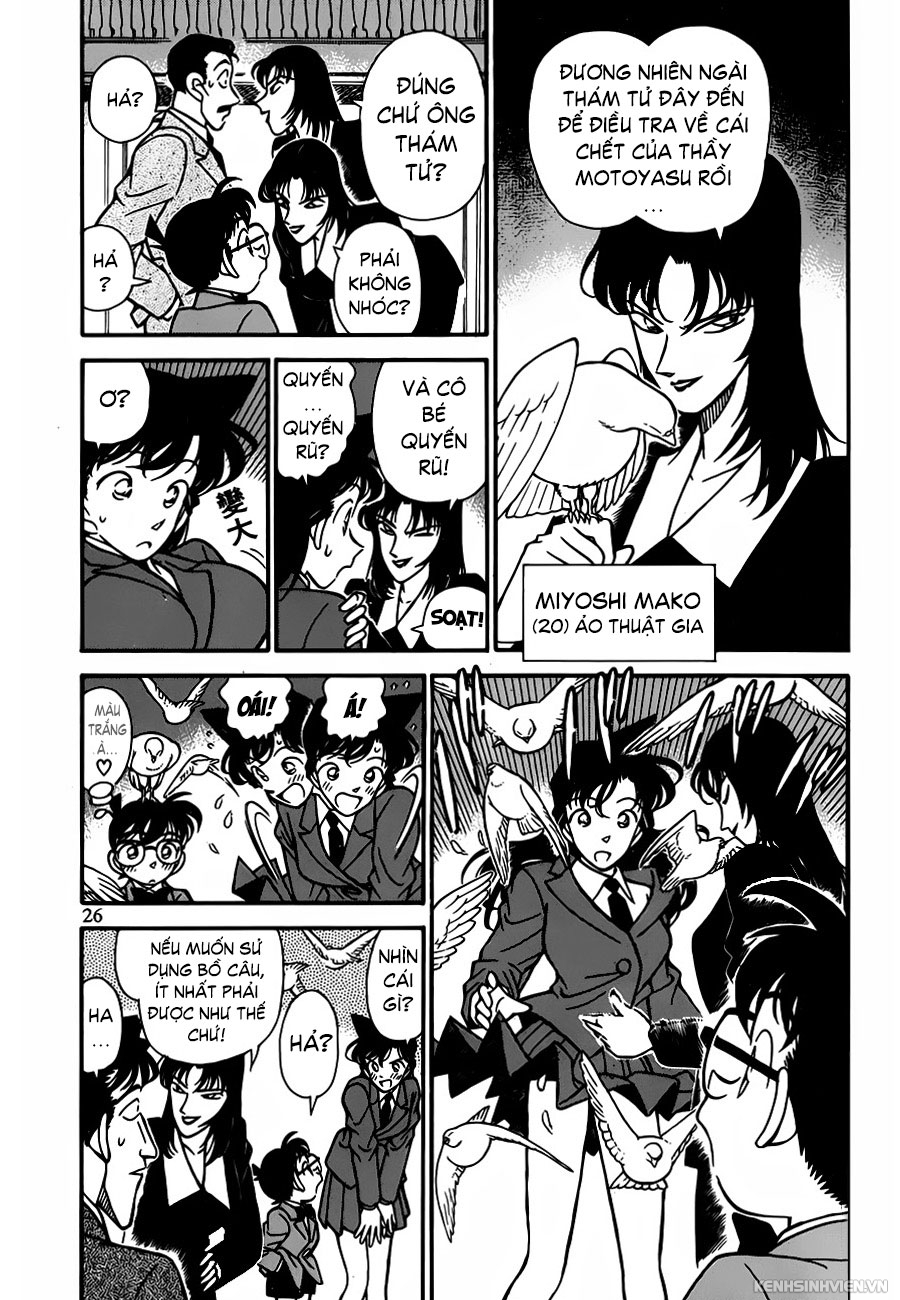 ĐƯƠNG NHIÊN NGÀI
THÁM TỬ ĐÂY ĐẾN
ĐỂ ĐIỀU TRA VỀ CÁI
CHẾT CỦA THẦY
MOTOYASU RỒI
...
MIYOSHI MAKO
(20) ẢO THUẬT GIA
ĐÚNG
CHỨ ÔNG
THÁM
TỬ?
HẢ?
PHẢI
KHÔNG
NHÓC?
HẢ
?
VÀ CÔ
BÉ
QUYẾN
RŨ!
QUYẾN
...
QUYẾN
RŨ?
SOẠT!
Ơ?
變
大
Á!
OÁI!
MÀU
TRẮNG
À...
♡
26
NHÌN
CÁI
GÌ?
HẢ?
NẾU MUỐN SỬ
DỤNG BỒ CÂU,
ÍT NHẤT PHẢI
ĐƯỢC NHƯ THẾ
CHỨ!
HA
...
KENHSINHVIEN.VN